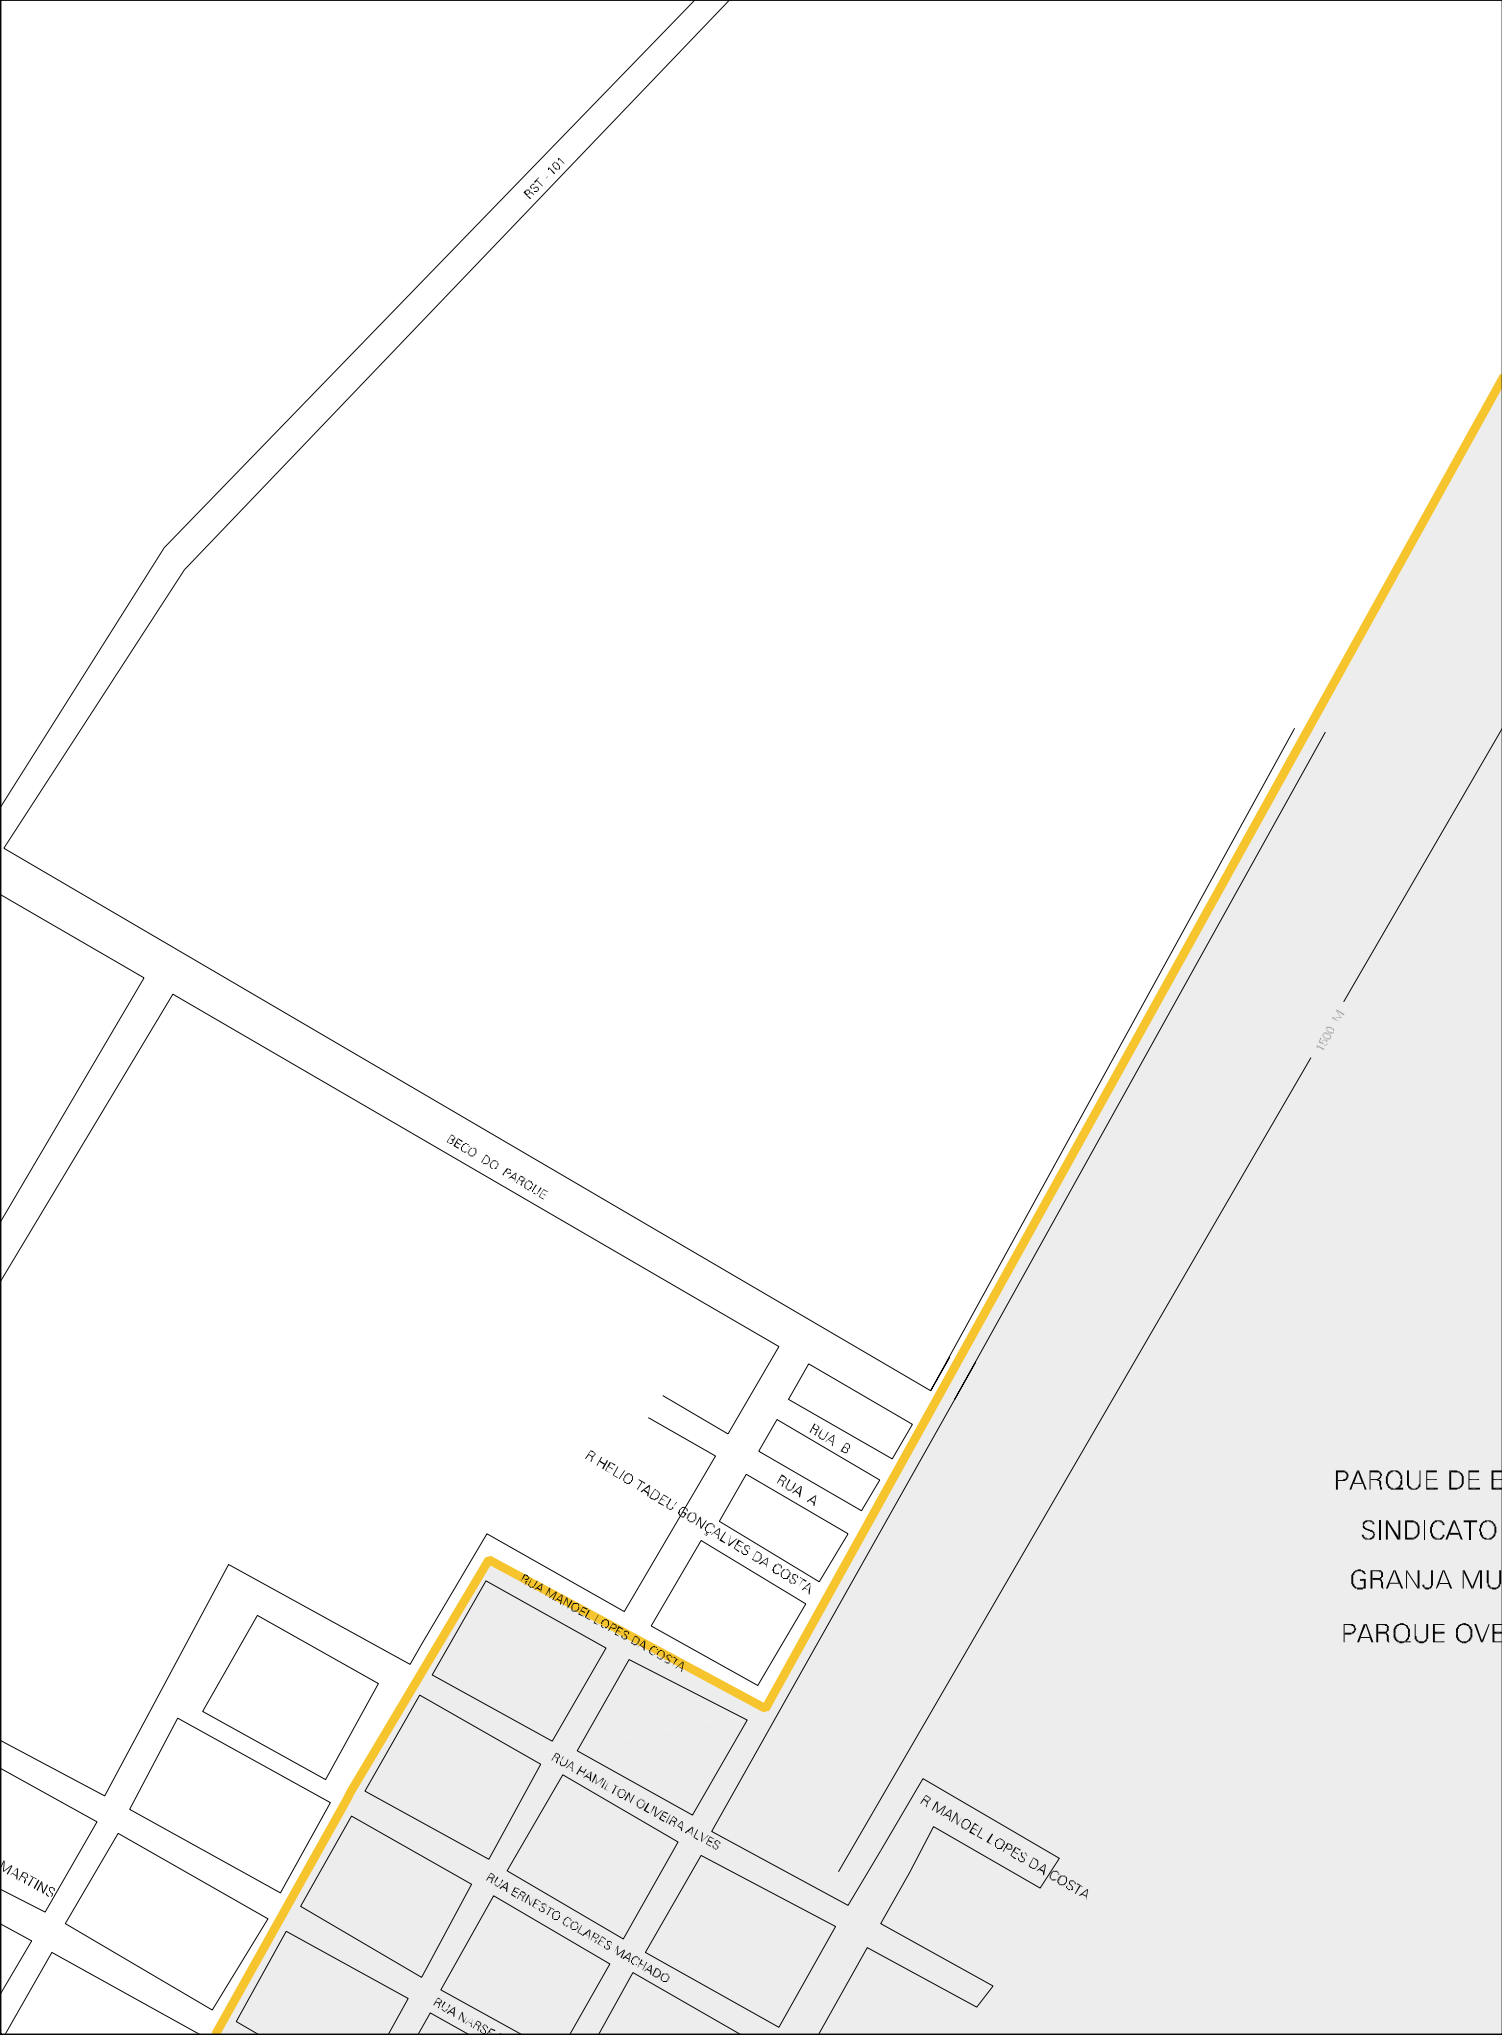 RST - 101
1500 M
BECO DO PARQUE
RUA B
R HELIO TADEU GONÇALVES DA COSTA
RUA A
PARQUE DE E
SINDICATO
GRANJA MU
RUA MANOEL LOPES DA COSTA
PARQUE OVE
RUA HAMILTON OLIVEIRA ALVES
R MANOEL LOPES DA COSTA
MARTINS
RUA ERNESTO COLARES MACHADO
RUA NARSE